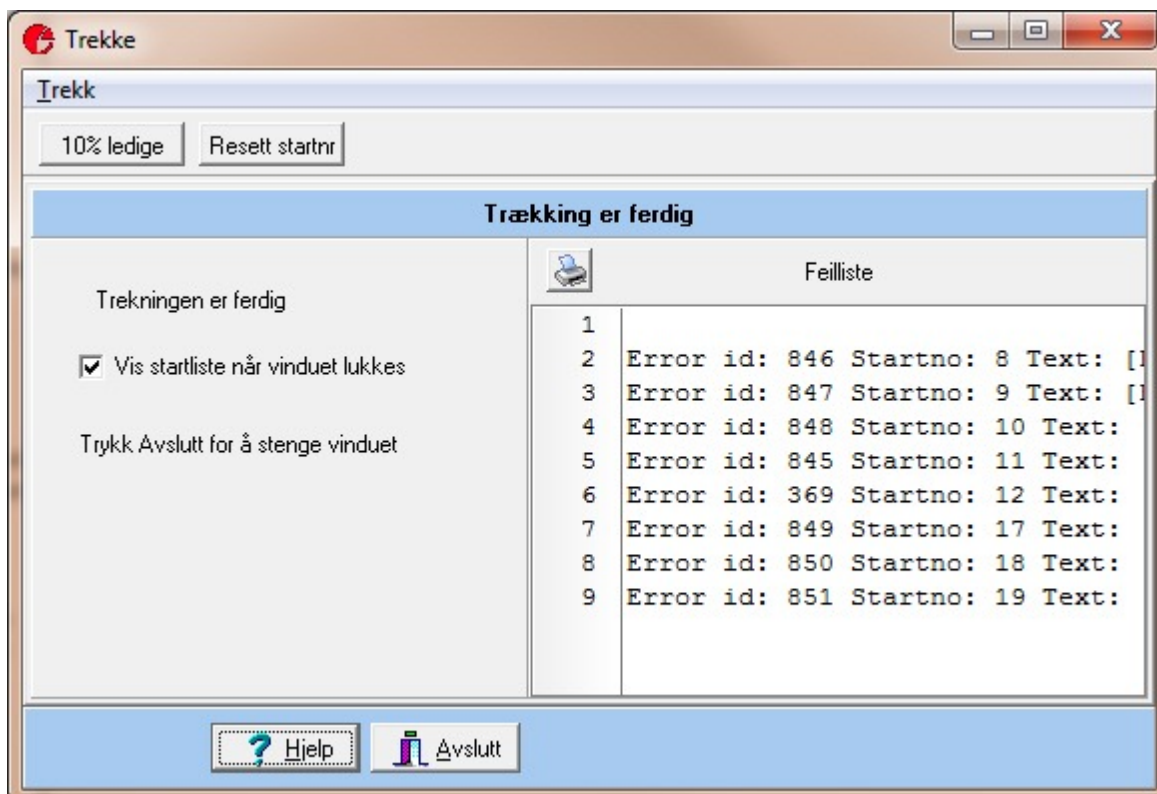 Trekke
Trekk
10% ledige Resett startnr
Trækking er ferdig
Trekningen er ferdig
Vis startliste når vinduet lukkes
Trykk Avslutt for å stenge vinduet
Feilliste
1
2 Error id: 846 Startno: 8 Text: [
3 Error id: 847 Startno: 9 Text: [
4 Error id: 848 Startno: 10 Text:
5 Error id: 845 Startno: 11 Text:
6 Error id: 369 Startno: 12 Text:
7 Error id: 849 Startno: 17 Text:
8 Error id: 850 Startno: 18 Text:
9 Error id: 851 Startno: 19 Text:
Hjelp Avslutt